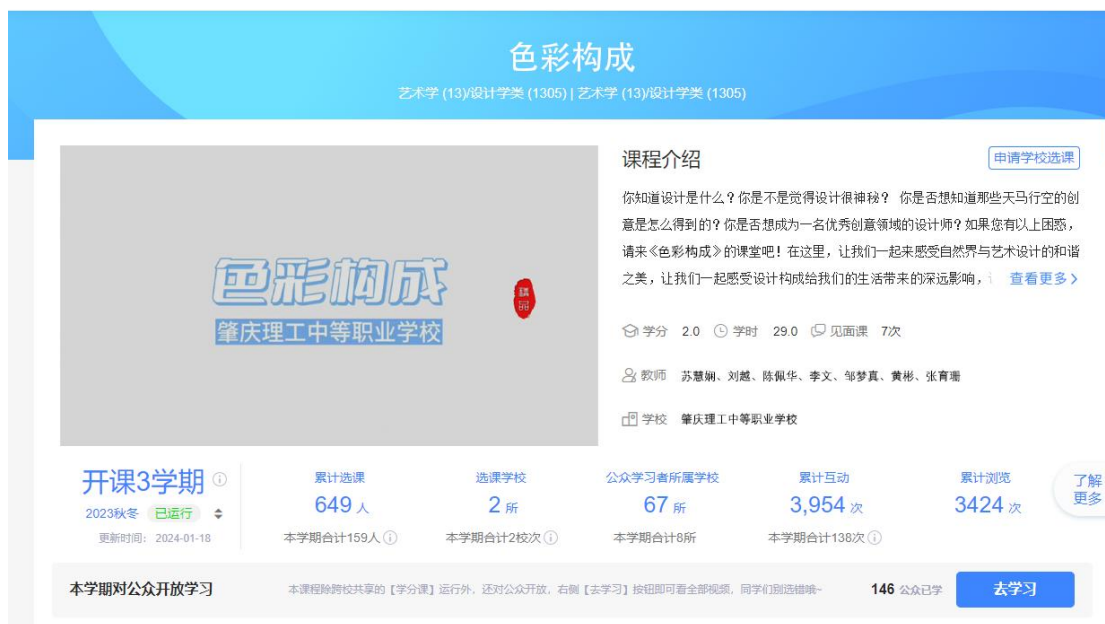 色彩构成
艺术学 (13)/设计学类 (1305) | 艺术学 (13)/设计学类 (1305)
色彩构成
肇庆理工中等职业学校
精品
课程介绍
申请学校选课
你知道设计是什么？你是不是觉得设计很神秘？ 你是否想知道那些天马行空的创
意是怎么得到的？你是否想成为一名优秀创意领域的设计师？如果您有以上困惑，
请来《色彩构成》的课堂吧！在这里，让我们一起来感受自然界与艺术设计的和谐
之美，让我们一起感受设计构成给我们的生活带来的深远影响， 查看更多 >
学分 2.0 学时 29.0 见面课 7次
教师 苏慧娴、刘越、陈佩华、李文、邹梦真、黄彬、张育珊
学校 肇庆理工中等职业学校
开课3学期
2023秋冬 已运行
更新时间： 2024-01-18
累计选课
649 人
本学期合计159人
选课学校
2 所
本学期合计2校次
公众学习者所属学校
67 所
本学期合计8所
累计互动
3,954 次
本学期合计138次
累计浏览
3424 次
了解
更多
本学期对公众开放学习
本课程除跨校共享的【学分课】运行外，还对公众开放，右侧【去学习】按钮即可看全部视频，同学们别选错哦~
146 公众已学
去学习